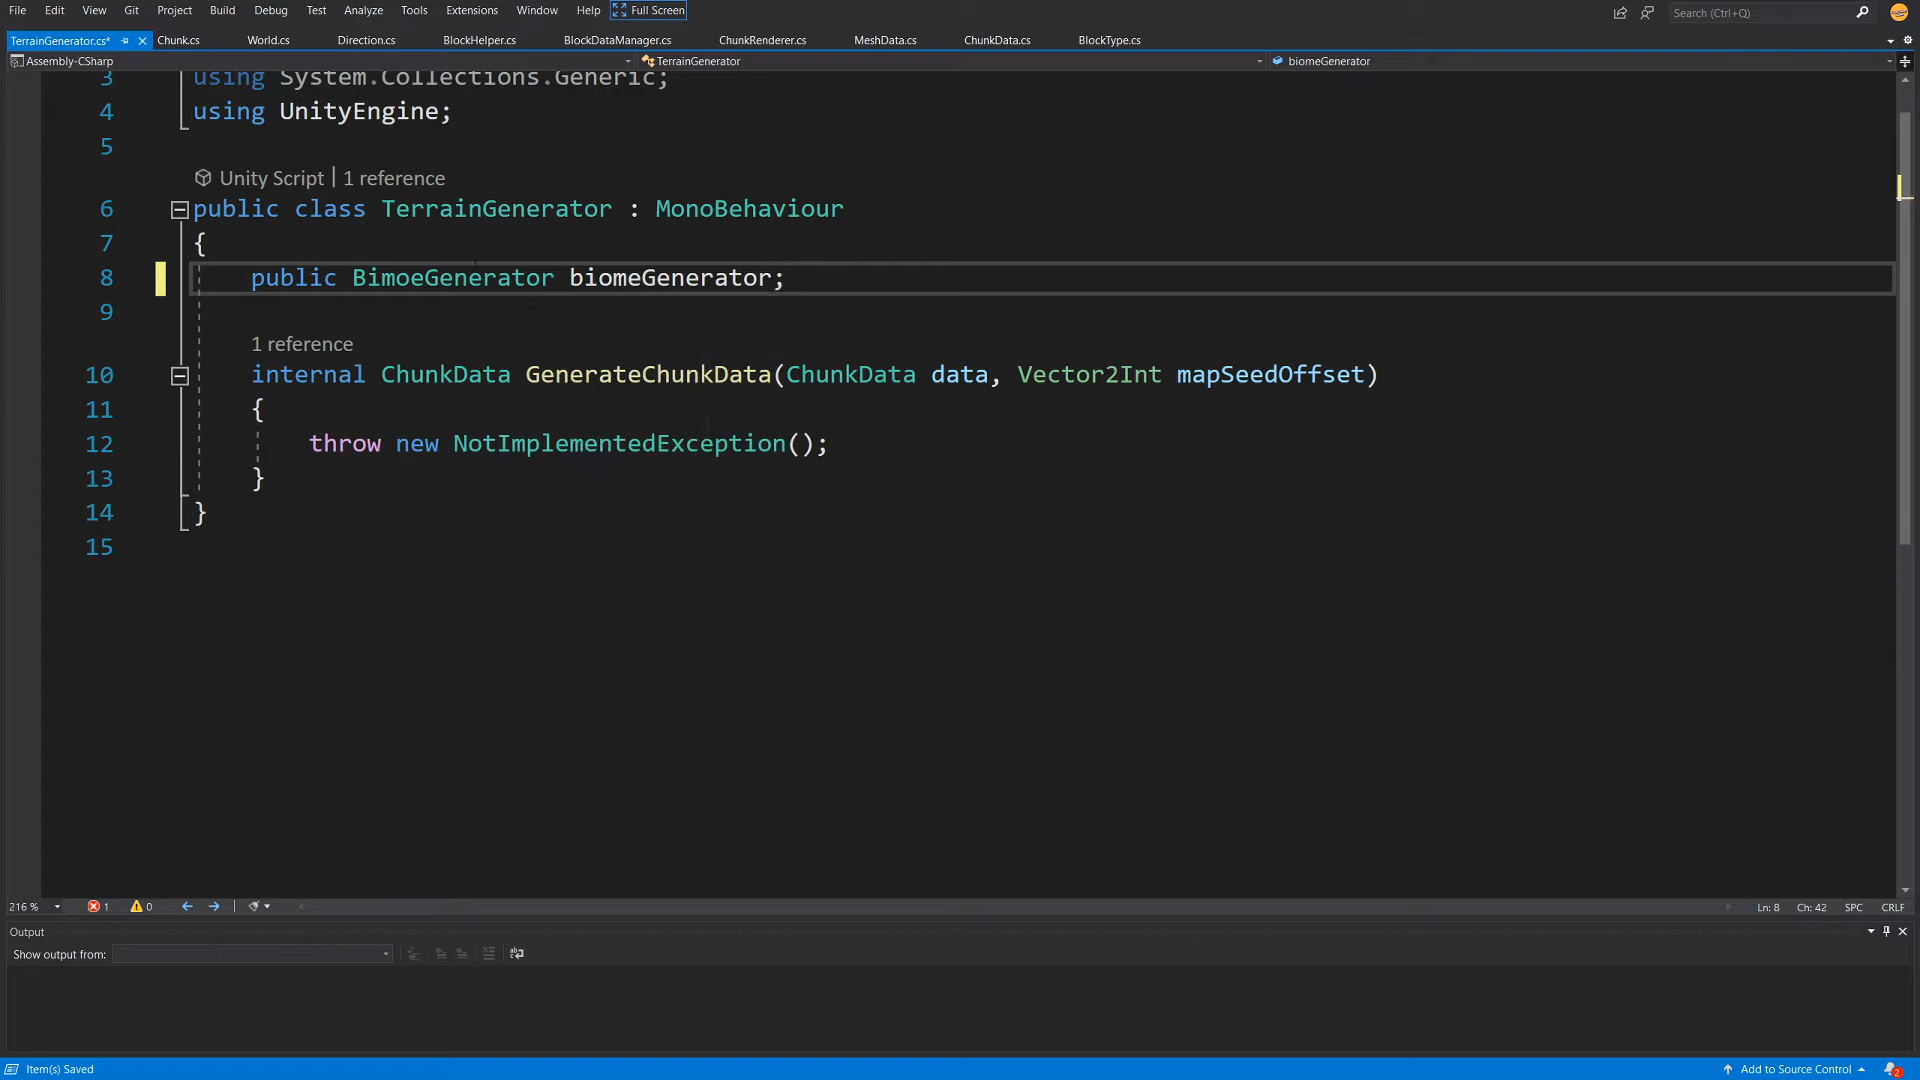 File Edit View Git Project Build Debug Test Analyze Tools Extensions Window Help Full Screen Search (Ctrl+Q)
TerrainGenerator.cs* Chunk.cs World.cs Direction.cs BlockHelper.cs BlockDataManager.cs ChunkRenderer.cs MeshData.cs ChunkData.cs BlockType.cs
Assembly-CSharp TerrainGenerator biomeGenerator
3 using System.Collections.Generic;
4 using UnityEngine;
5
Unity Script | 1 reference
6 public class TerrainGenerator : MonoBehaviour
7 {
8 public BimoeGenerator biomeGenerator;
9
1 reference
10 internal ChunkData GenerateChunkData(ChunkData data, Vector2Int mapSeedOffset)
11 {
12 throw new NotImplementedException();
13 }
14 }
15
216 % 1 0 Ln: 8 Ch: 42 SPC CRLF
Output
Show output from:
Item(s) Saved Add to Source Control 2